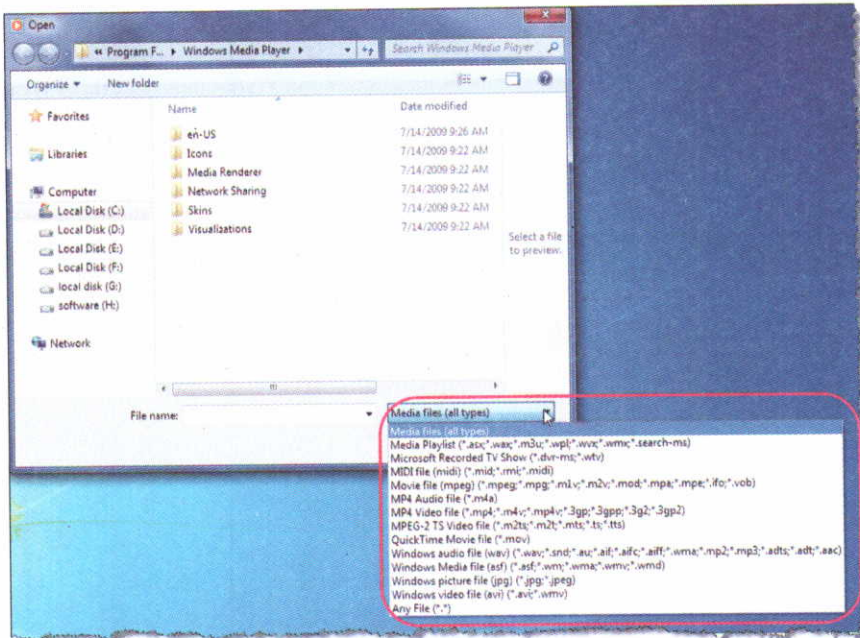 Open
Program F... Windows Media Player
Search Windows Media Player
Organize
New folder
Name
Date modified
Favorites
Libraries
Computer
Local Disk (C:)
Local Disk (D:)
Local Disk (E:)
Local Disk (F:)
local disk (G:)
software (H:)
Network
en-US 7/14/2009 9:26 AM
Icons 7/14/2009 9:22 AM
Media Renderer 7/14/2009 9:22 AM
Network Sharing 7/14/2009 9:22 AM
Skins 7/14/2009 9:22 AM
Visualizations 7/14/2009 9:22 AM
Select a file
to preview.
File name:
Media files (all types)
Media files (all types)
Media Playlist (*.asx;*.wax;*.m3u;*.wpl;*.wvx;*.wmx;*.search-ms)
Microsoft Recorded TV Show (*.dvr-ms;*.wtv)
MIDI file (midi) (*.mid;*.rmi;*.midi)
Movie file (mpeg) (*.mpeg;*.mpg;*.m1v;*.m2v;*.mod;*.mpa;*.mpe;*.ifo;*.vob)
MP4 Audio file (*.m4a)
MP4 Video file (*.mp4;*.m4v;*.mp4v;*.3gp;*.3gpp;*.3g2;*.3gp2)
MPEG-2 TS Video file (*.m2ts;*.m2t;*.mts;*.ts;*.tts)
QuickTime Movie file (*.mov)
Windows audio file (wav) (*.wav;*.snd;*.au;*.aif;*.aifc;*.aiff;*.wma;*.mp2;*.mp3;*.adts;*.adt;*.aac)
Windows Media file (asf) (*.asf;*.wm;*.wma;*.wmv;*.wmd)
Windows picture file (jpg) (*.jpg;*.jpeg)
Windows video file (avi) (*.avi;*.wmv)
Any File (*.*)